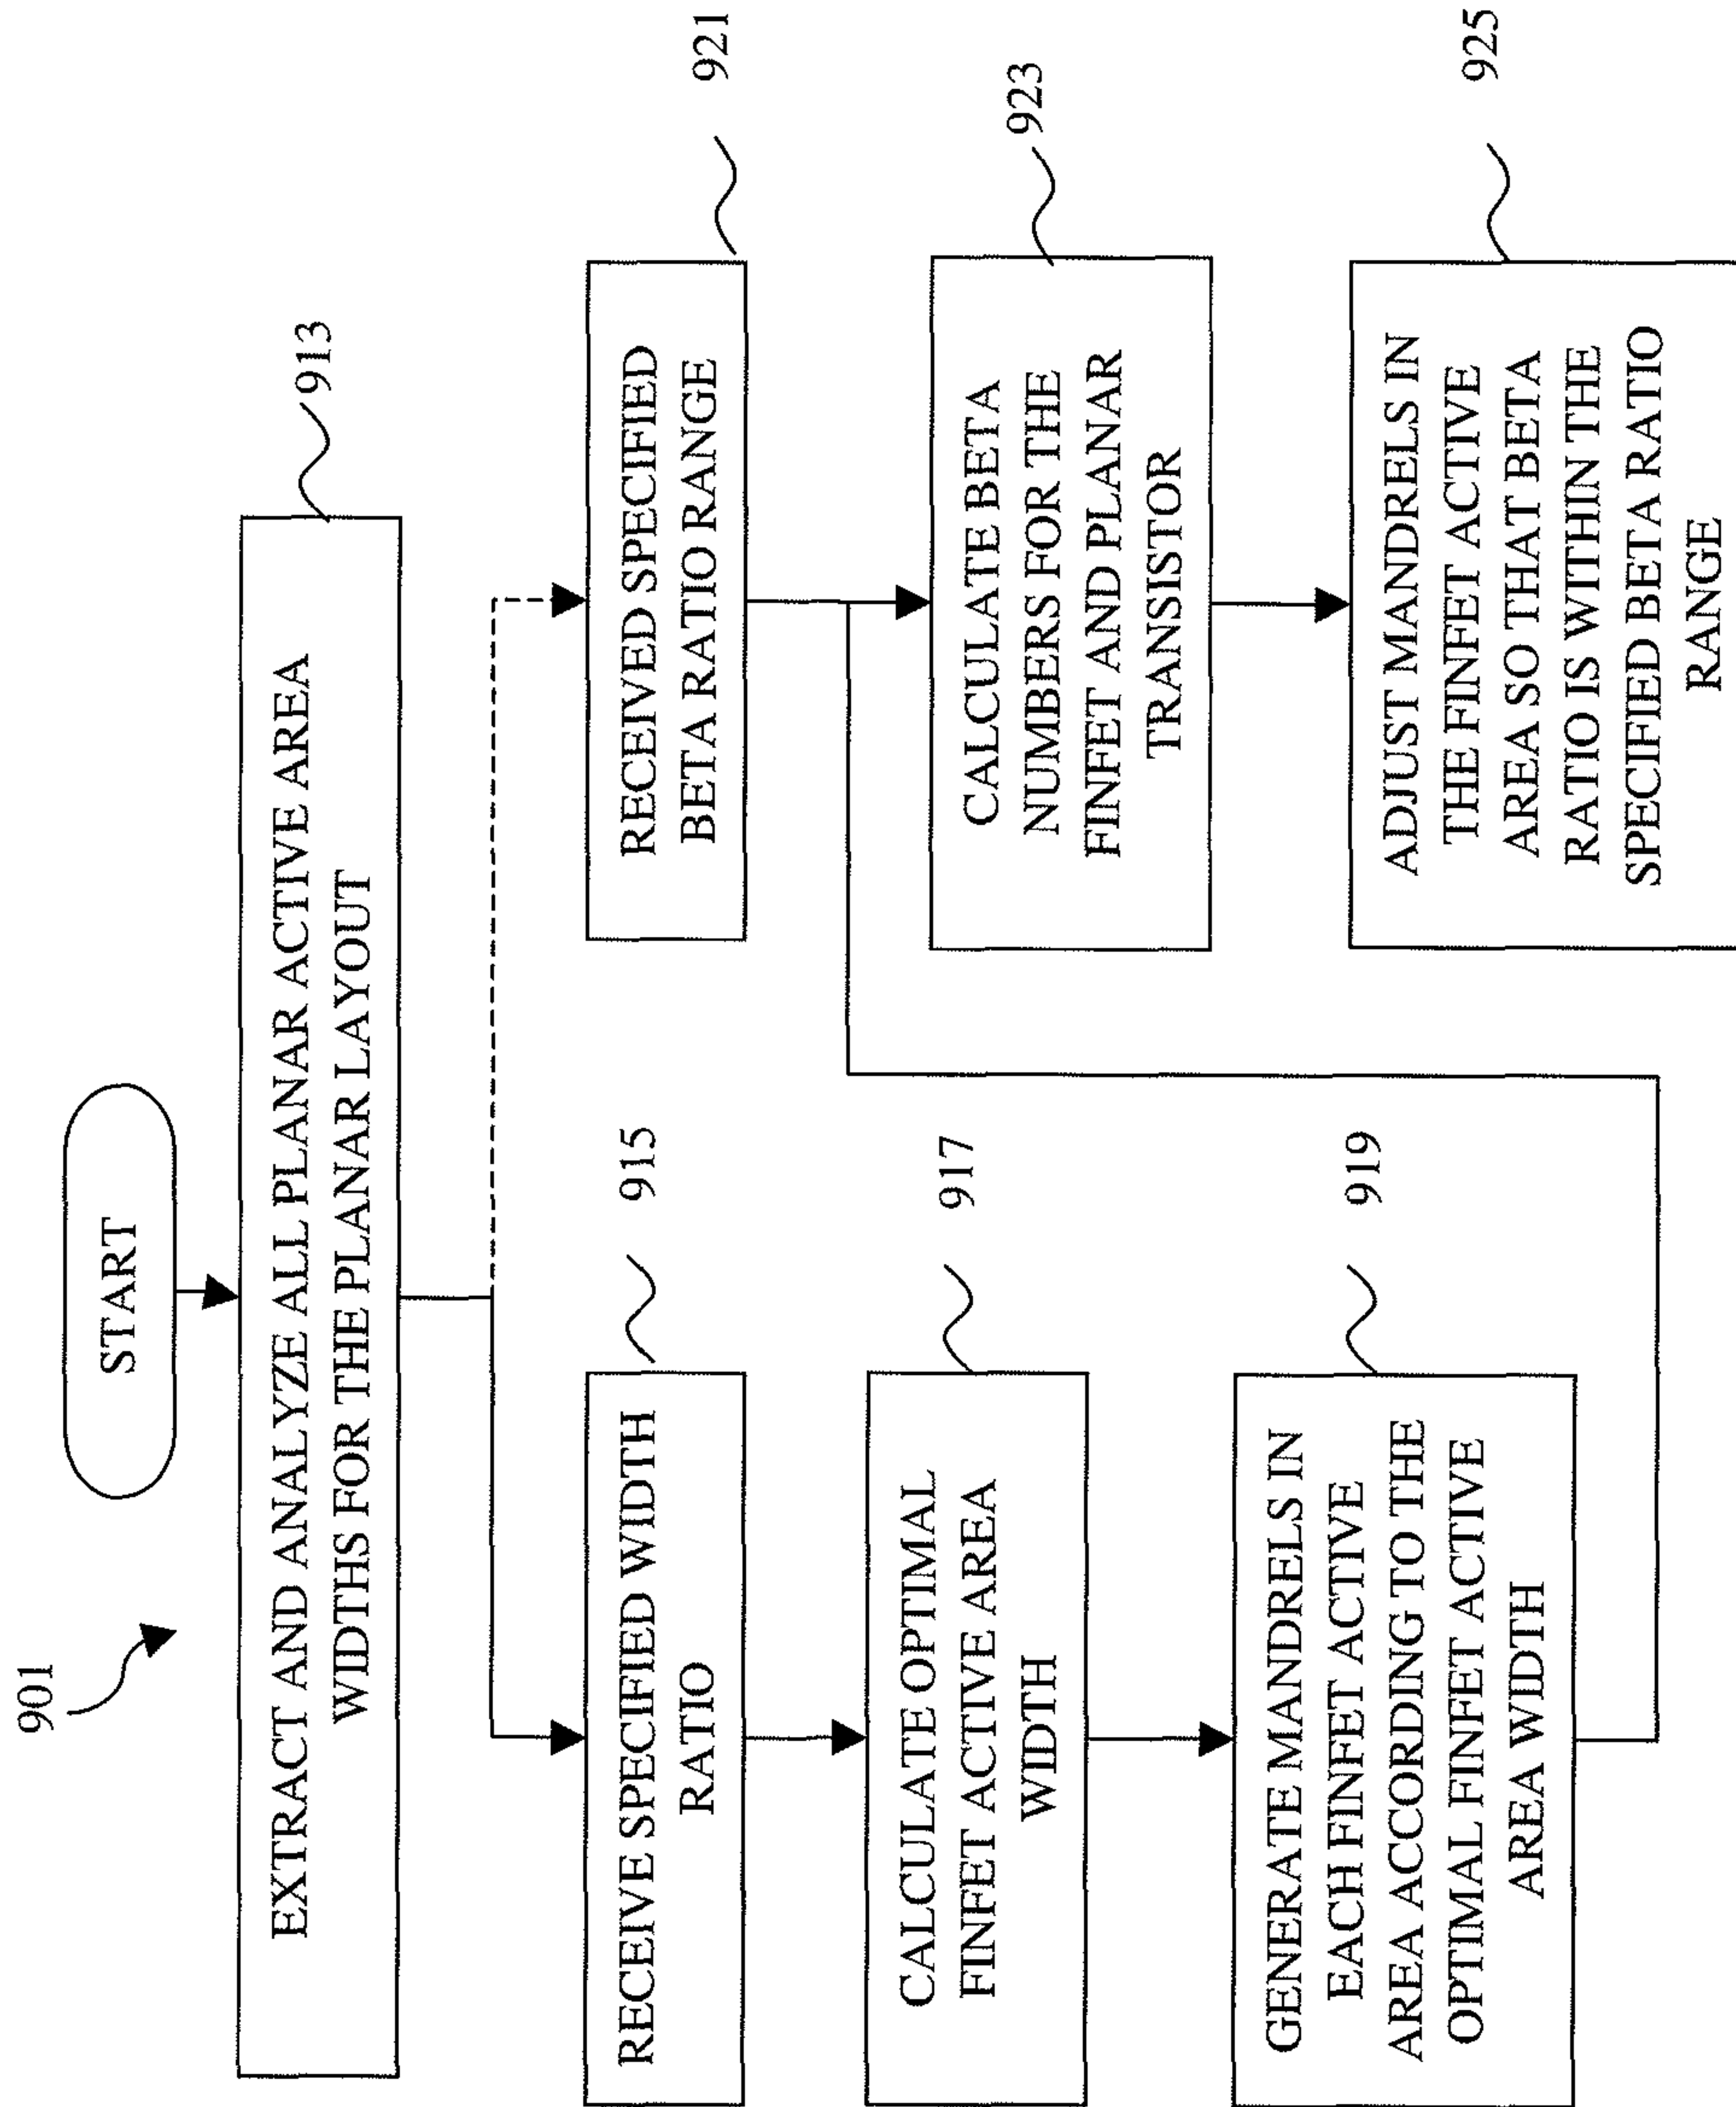 901
START
EXTRACT AND ANALYZE ALL PLANAR ACTIVE AREA
WIDTHS FOR THE PLANAR LAYOUT
913
RECEIVE SPECIFIED WIDTH
RATIO
915
CALCULATE OPTIMAL
FINFET ACTIVE AREA
WIDTH
917
GENERATE MANDRELS IN
EACH FINFET ACTIVE
AREA ACCORDING TO THE
OPTIMAL FINFET ACTIVE
AREA WIDTH
919
RECEIVED SPECIFIED
BETA RATIO RANGE
921
CALCULATE BETA
NUMBERS FOR THE
FINFET AND PLANAR
TRANSISTOR
923
ADJUST MANDRELS IN
THE FINFET ACTIVE
AREA SO THAT BETA
RATIO IS WITHIN THE
SPECIFIED BETA RATIO
RANGE
925